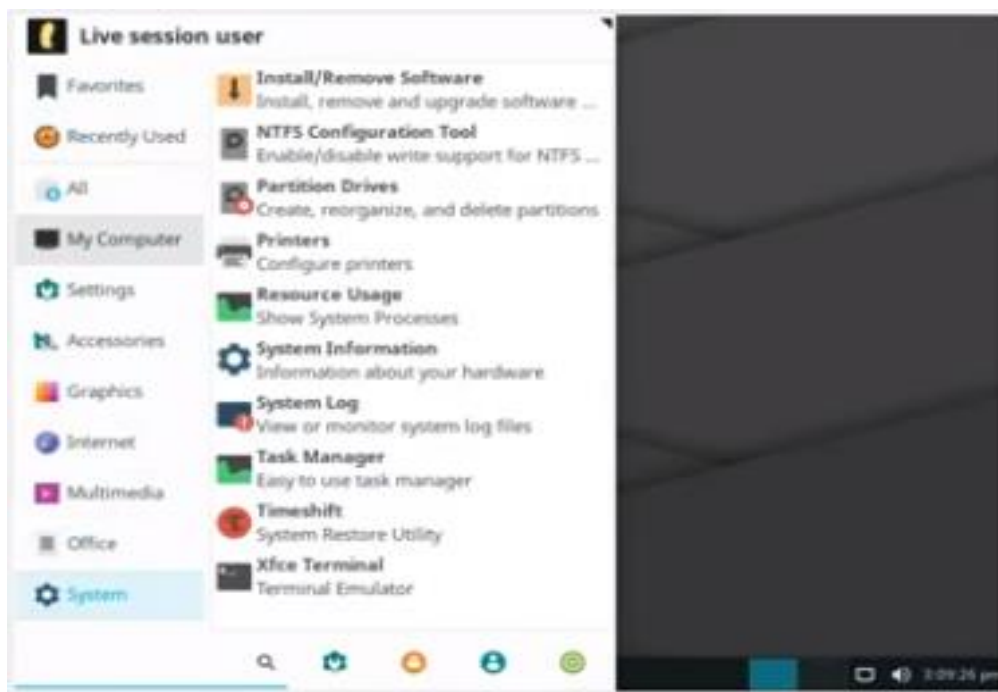 Live session user
Favorites
Recently Used
All
My Computer
Settings
Accessories
Graphics
Internet
Multimedia
Office
System
Install/Remove Software
Install, remove and upgrade software ...
NTFS Configuration Tool
Enable/disable write support for NTFS ...
Partition Drives
Create, reorganize, and delete partitions
Printers
Configure printers
Resource Usage
Show System Processes
System Information
Information about your hardware
System Log
View or monitor system log files
Task Manager
Easy to use task manager
Timeshift
System Restore Utility
Xfce Terminal
Terminal Emulator
3:09:26 pm